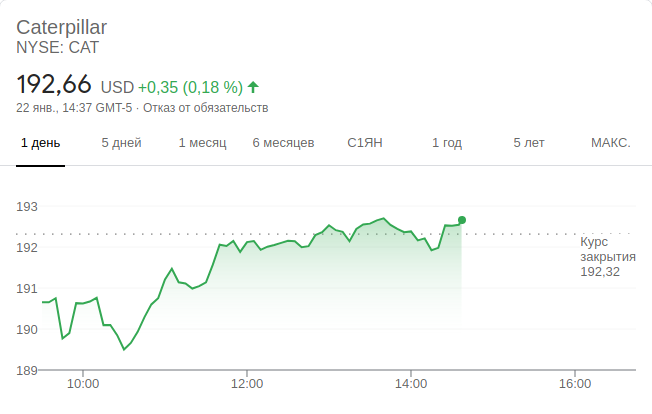 Caterpillar
NYSE: CAT
192,66 USD +0,35 (0,18 %)
22 янв., 14:37 GMT-5 · Отказ от обязательств
1 день 5 дней 1 месяц 6 месяцев С1ЯН 1 год 5 лет МАКС.
193
192
191
190
189
Курс
закрытия
192,32
10:00 12:00 14:00 16:00